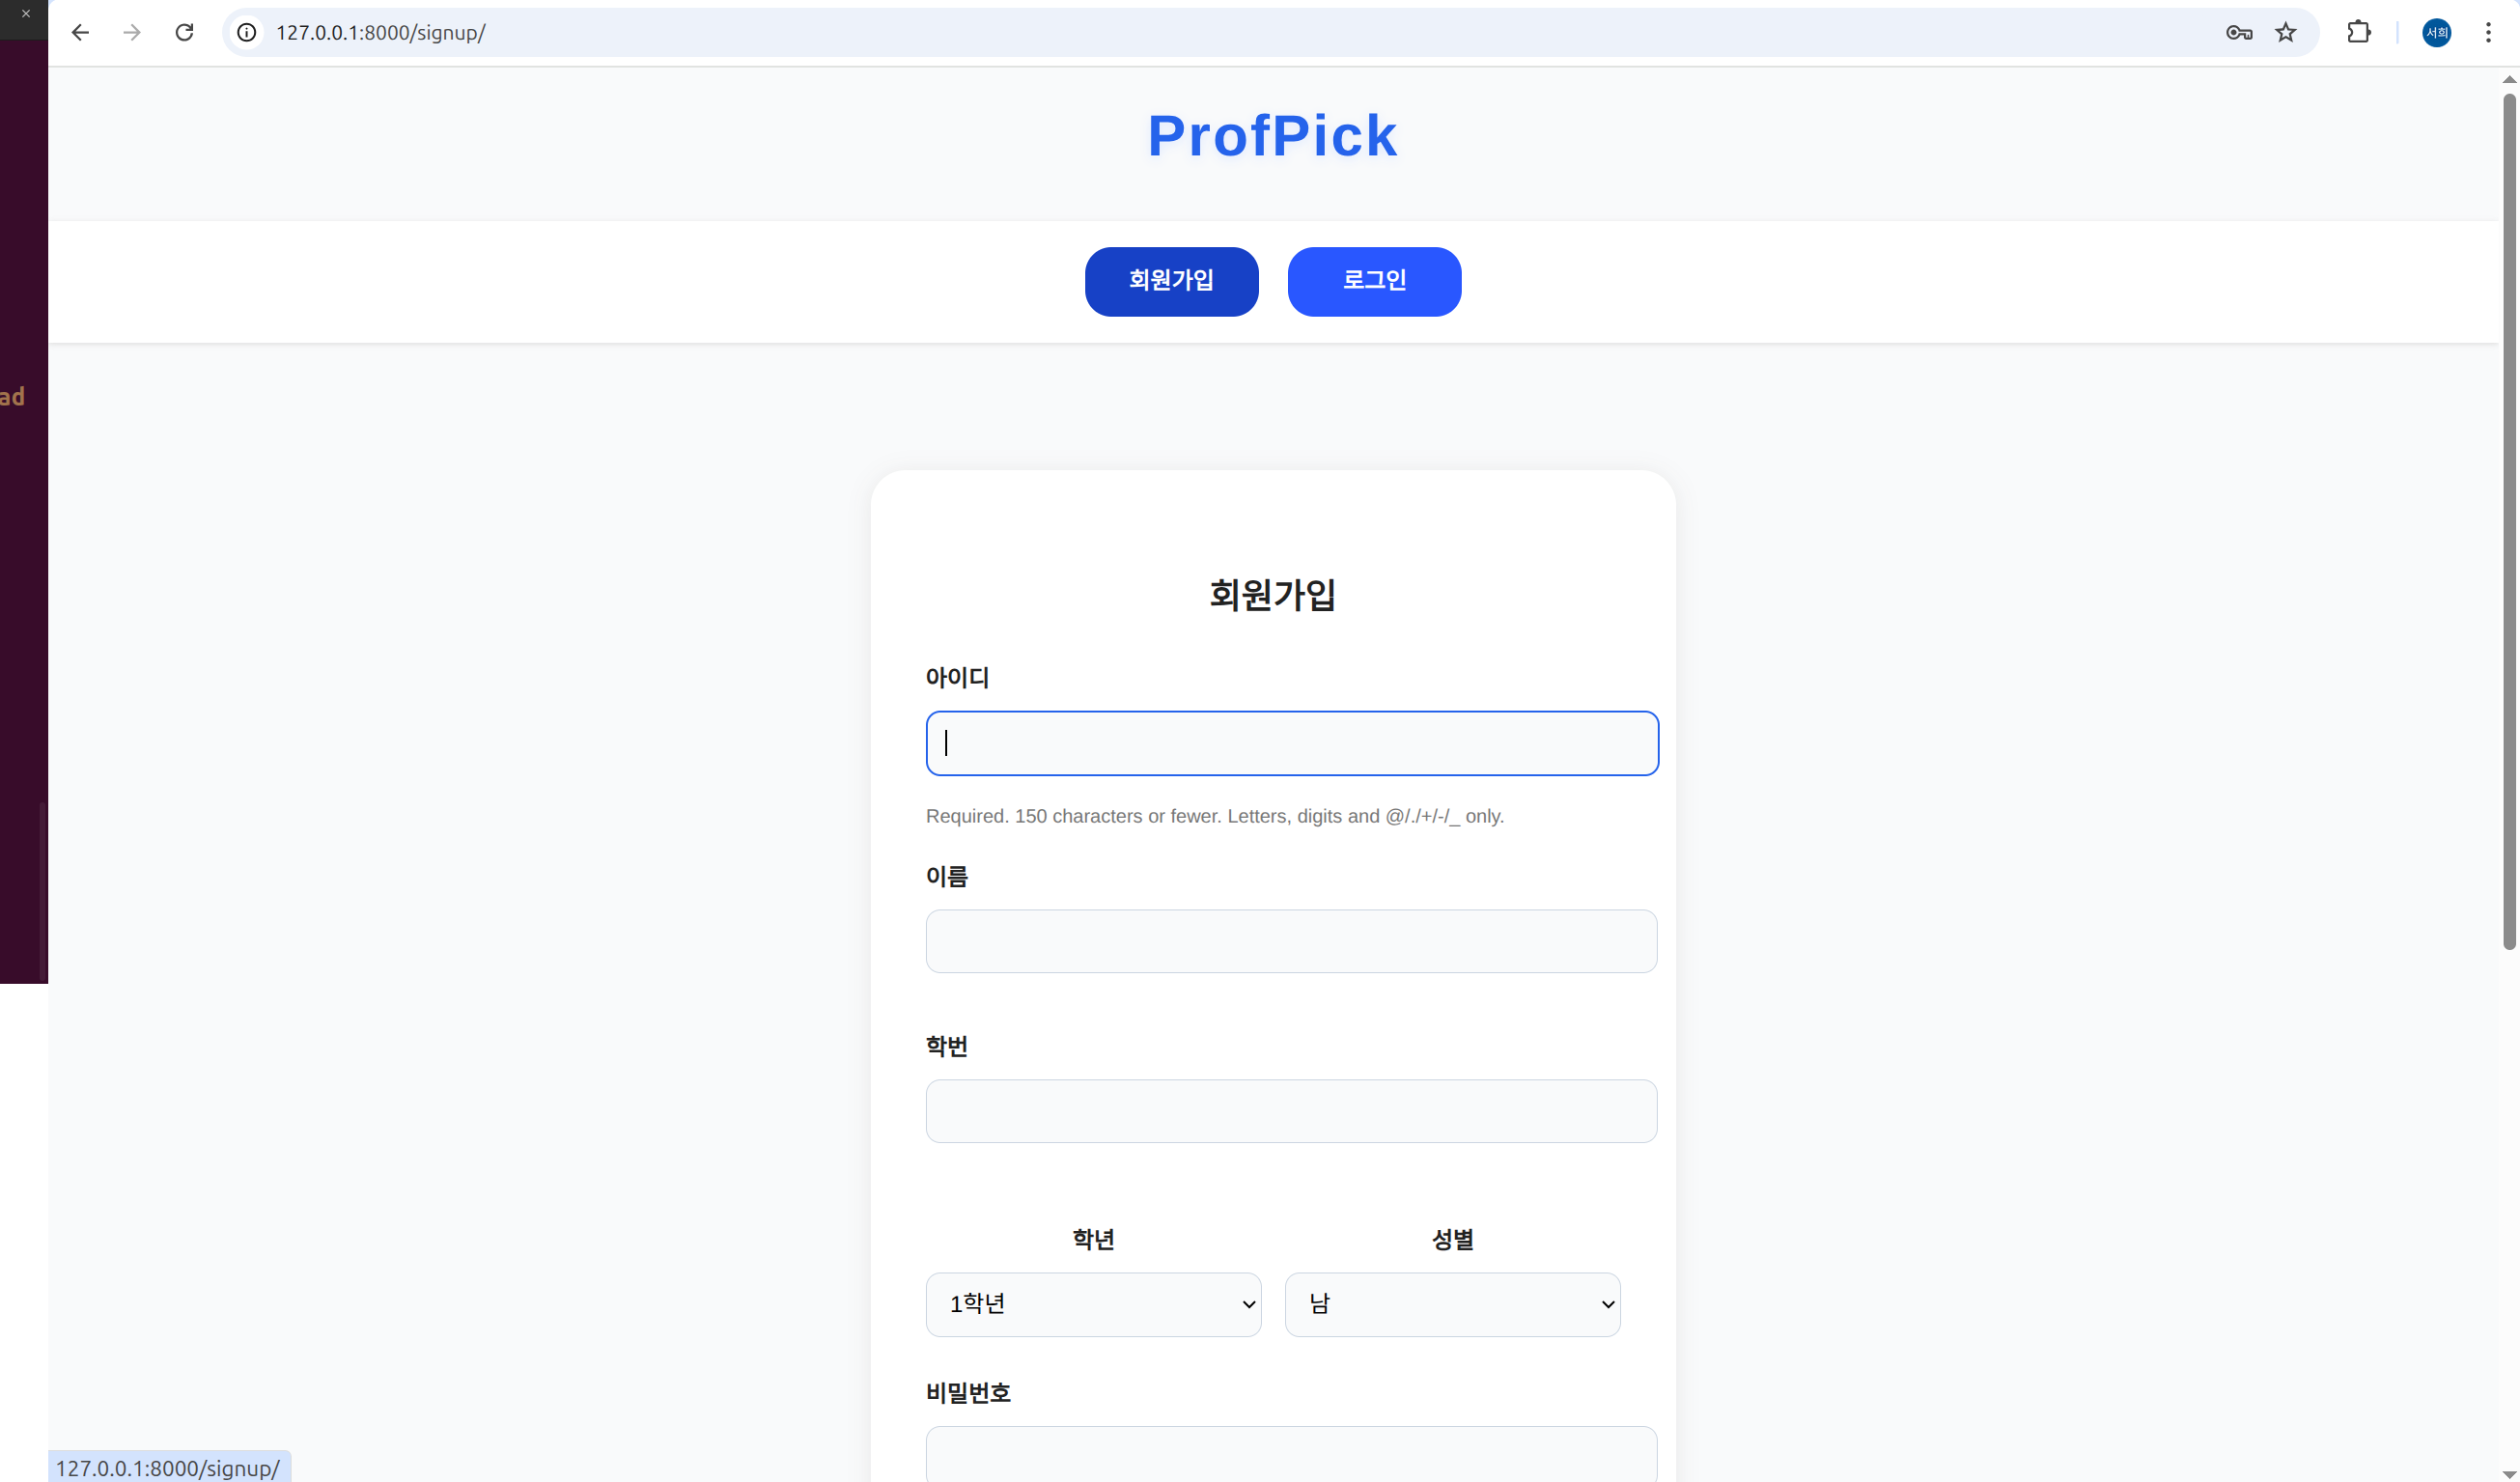 127.0.0.1:8000/signup/
서희
ProfPick
회원가입
로그인
ad
회원가입
아이디
Required. 150 characters or fewer. Letters, digits and @/./+/-/_ only.
이름
학번
학년
성별
1학년
남
비밀번호
127.0.0.1:8000/signup/